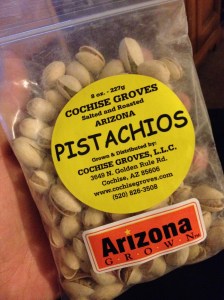 8 oz. - 227g
COCHISE GROVES
Salted and Roasted
ARIZONA
PISTACHIOS
Grown & Distributed by:
COCHISE GROVES, L.L.C.
3645 N. Golden Rule Rd.
Cochise, AZ 85606
www.cochisegroves.com
(520) 826-3508
Arizona
GROWN